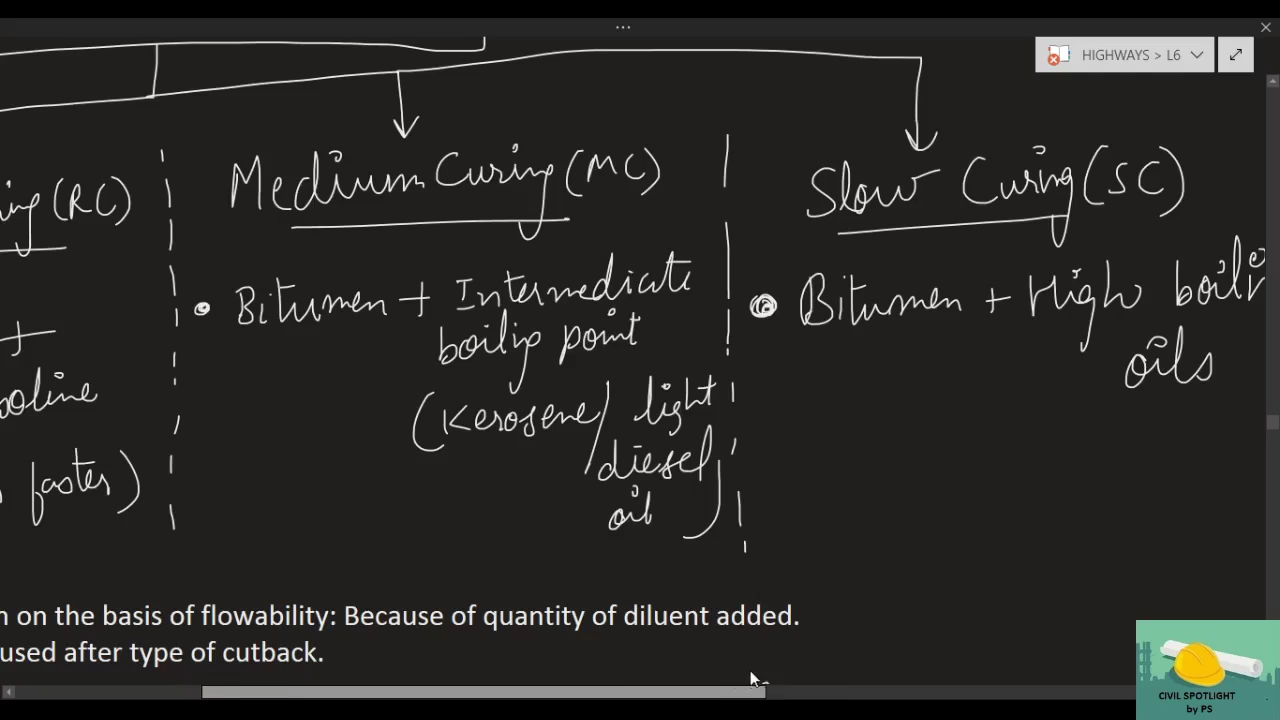 HIGHWAYS > L6
ing (RC)
+
oline
faster)
Medium Curing (MC)
• Bitumen + Intermediate
boiling point
(Kerosene/ light
diesel
oil)
Slow Curing (SC)
• Bitumen + High boili
oils
n on the basis of flowability: Because of quantity of diluent added.
used after type of cutback.
CIVIL SPOTLIGHT
by PS